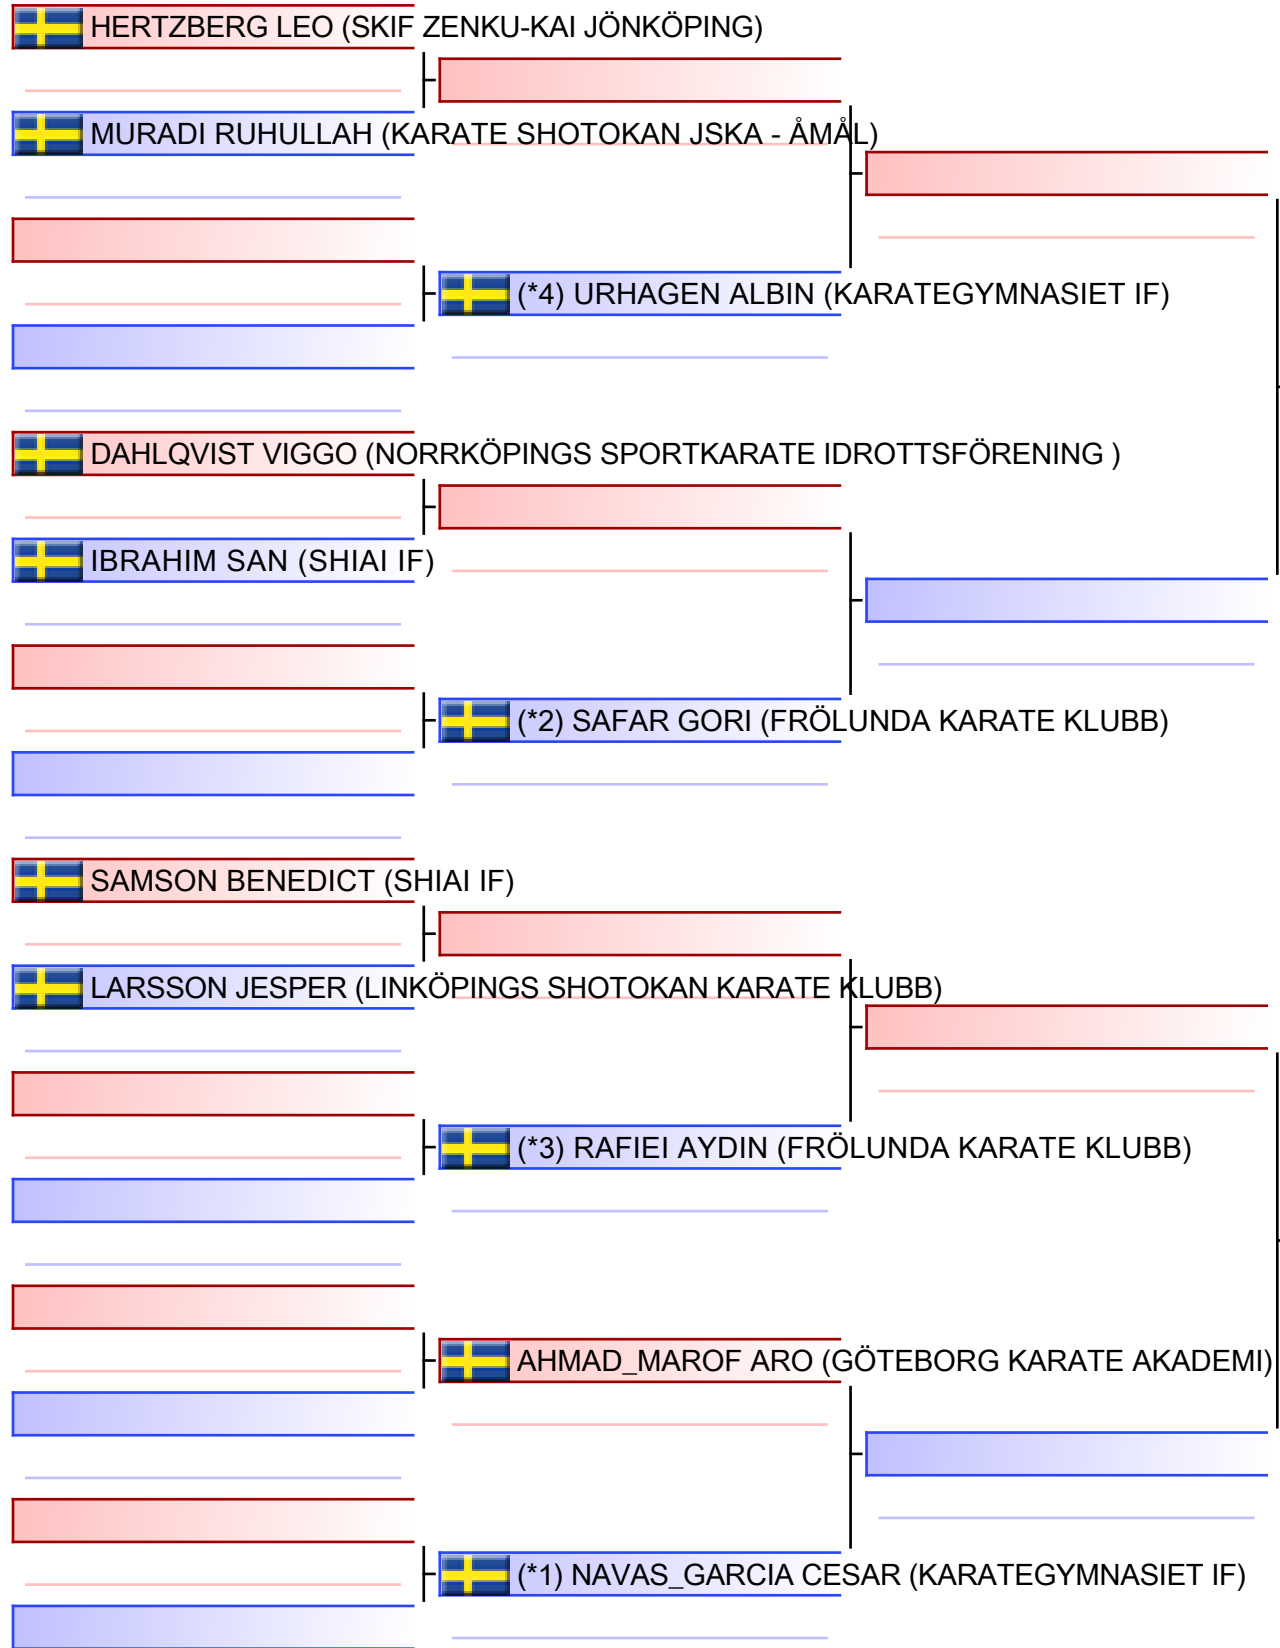 HERTZBERG LEO (SKIF ZENKU-KAI JÖNKÖPING)
MURADI RUHULLAH (KARATE SHOTOKAN JSKA - ÅMÅL)
(*4) URHAGEN ALBIN (KARATEGYMNASIET IF)
DAHLQVIST VIGGO (NORRKÖPINGS SPORTKARATE IDROTTSFÖRENING )
IBRAHIM SAN (SHIAI IF)
(*2) SAFAR GORI (FRÖLUNDA KARATE KLUBB)
SAMSON BENEDICT (SHIAI IF)
LARSSON JESPER (LINKÖPINGS SHOTOKAN KARATE KLUBB)
(*3) RAFIEI AYDIN (FRÖLUNDA KARATE KLUBB)
AHMAD_MAROF ARO (GÖTEBORG KARATE AKADEMI)
(*1) NAVAS_GARCIA CESAR (KARATEGYMNASIET IF)